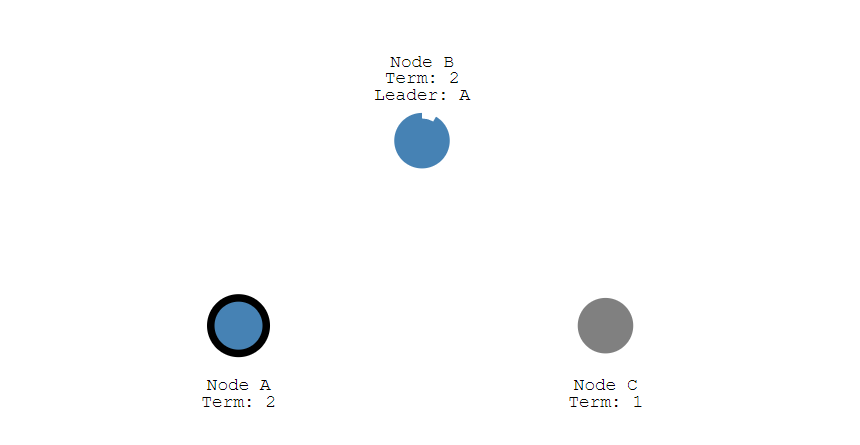 Node B
Term: 2
Leader: A
Node A
Term: 2
Node C
Term: 1